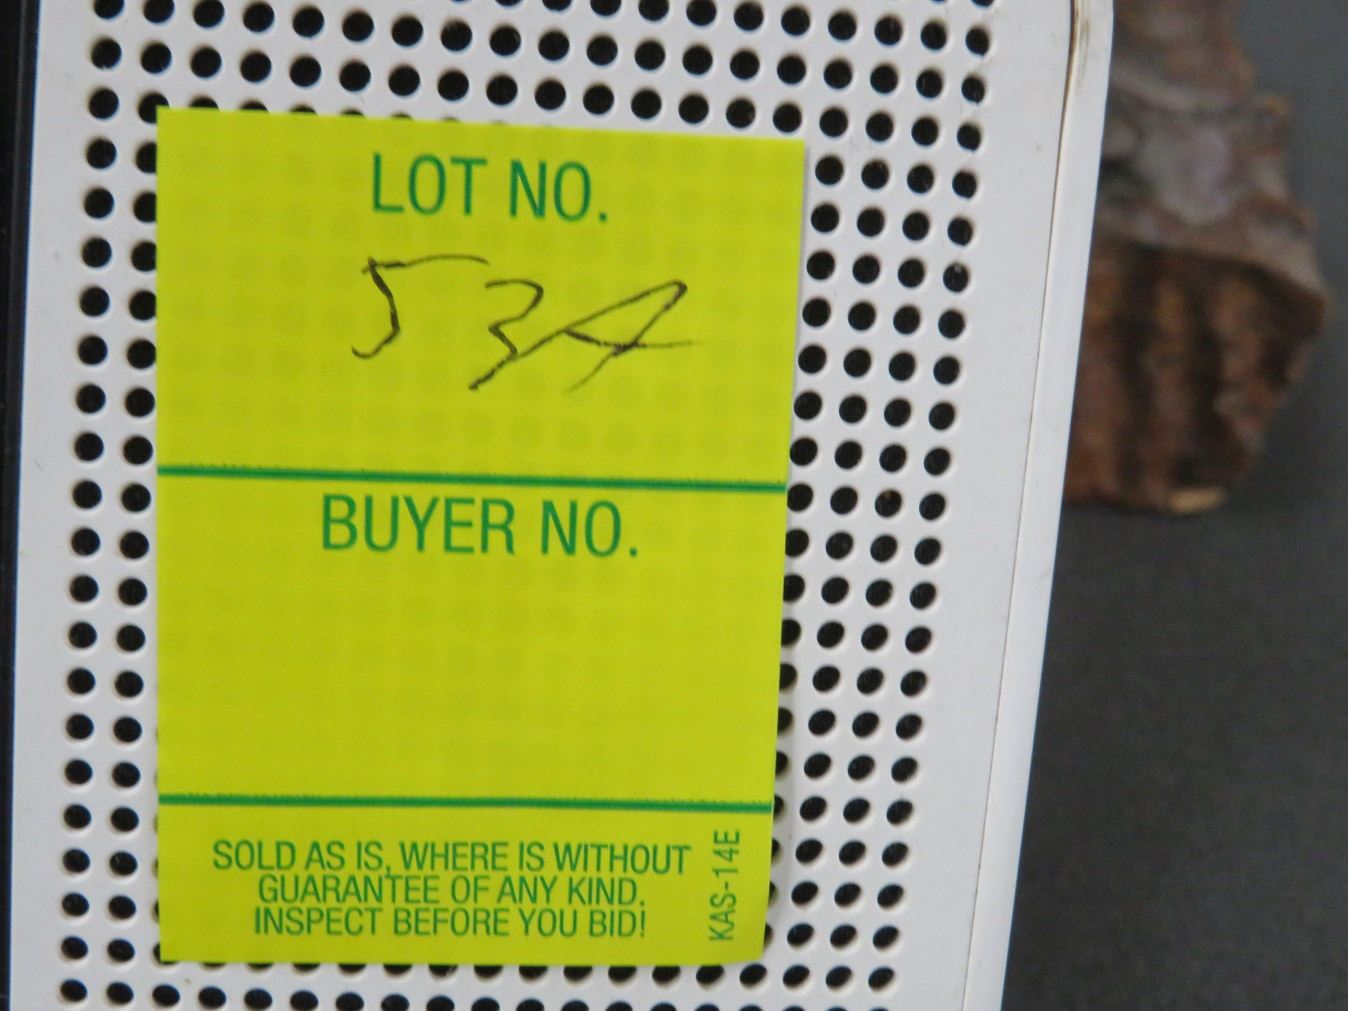 LOT NO.
53A
BUYER NO.
SOLD AS IS, WHERE IS WITHOUT
GUARANTEE OF ANY KIND.
INSPECT BEFORE YOU BID!
KAS-14E